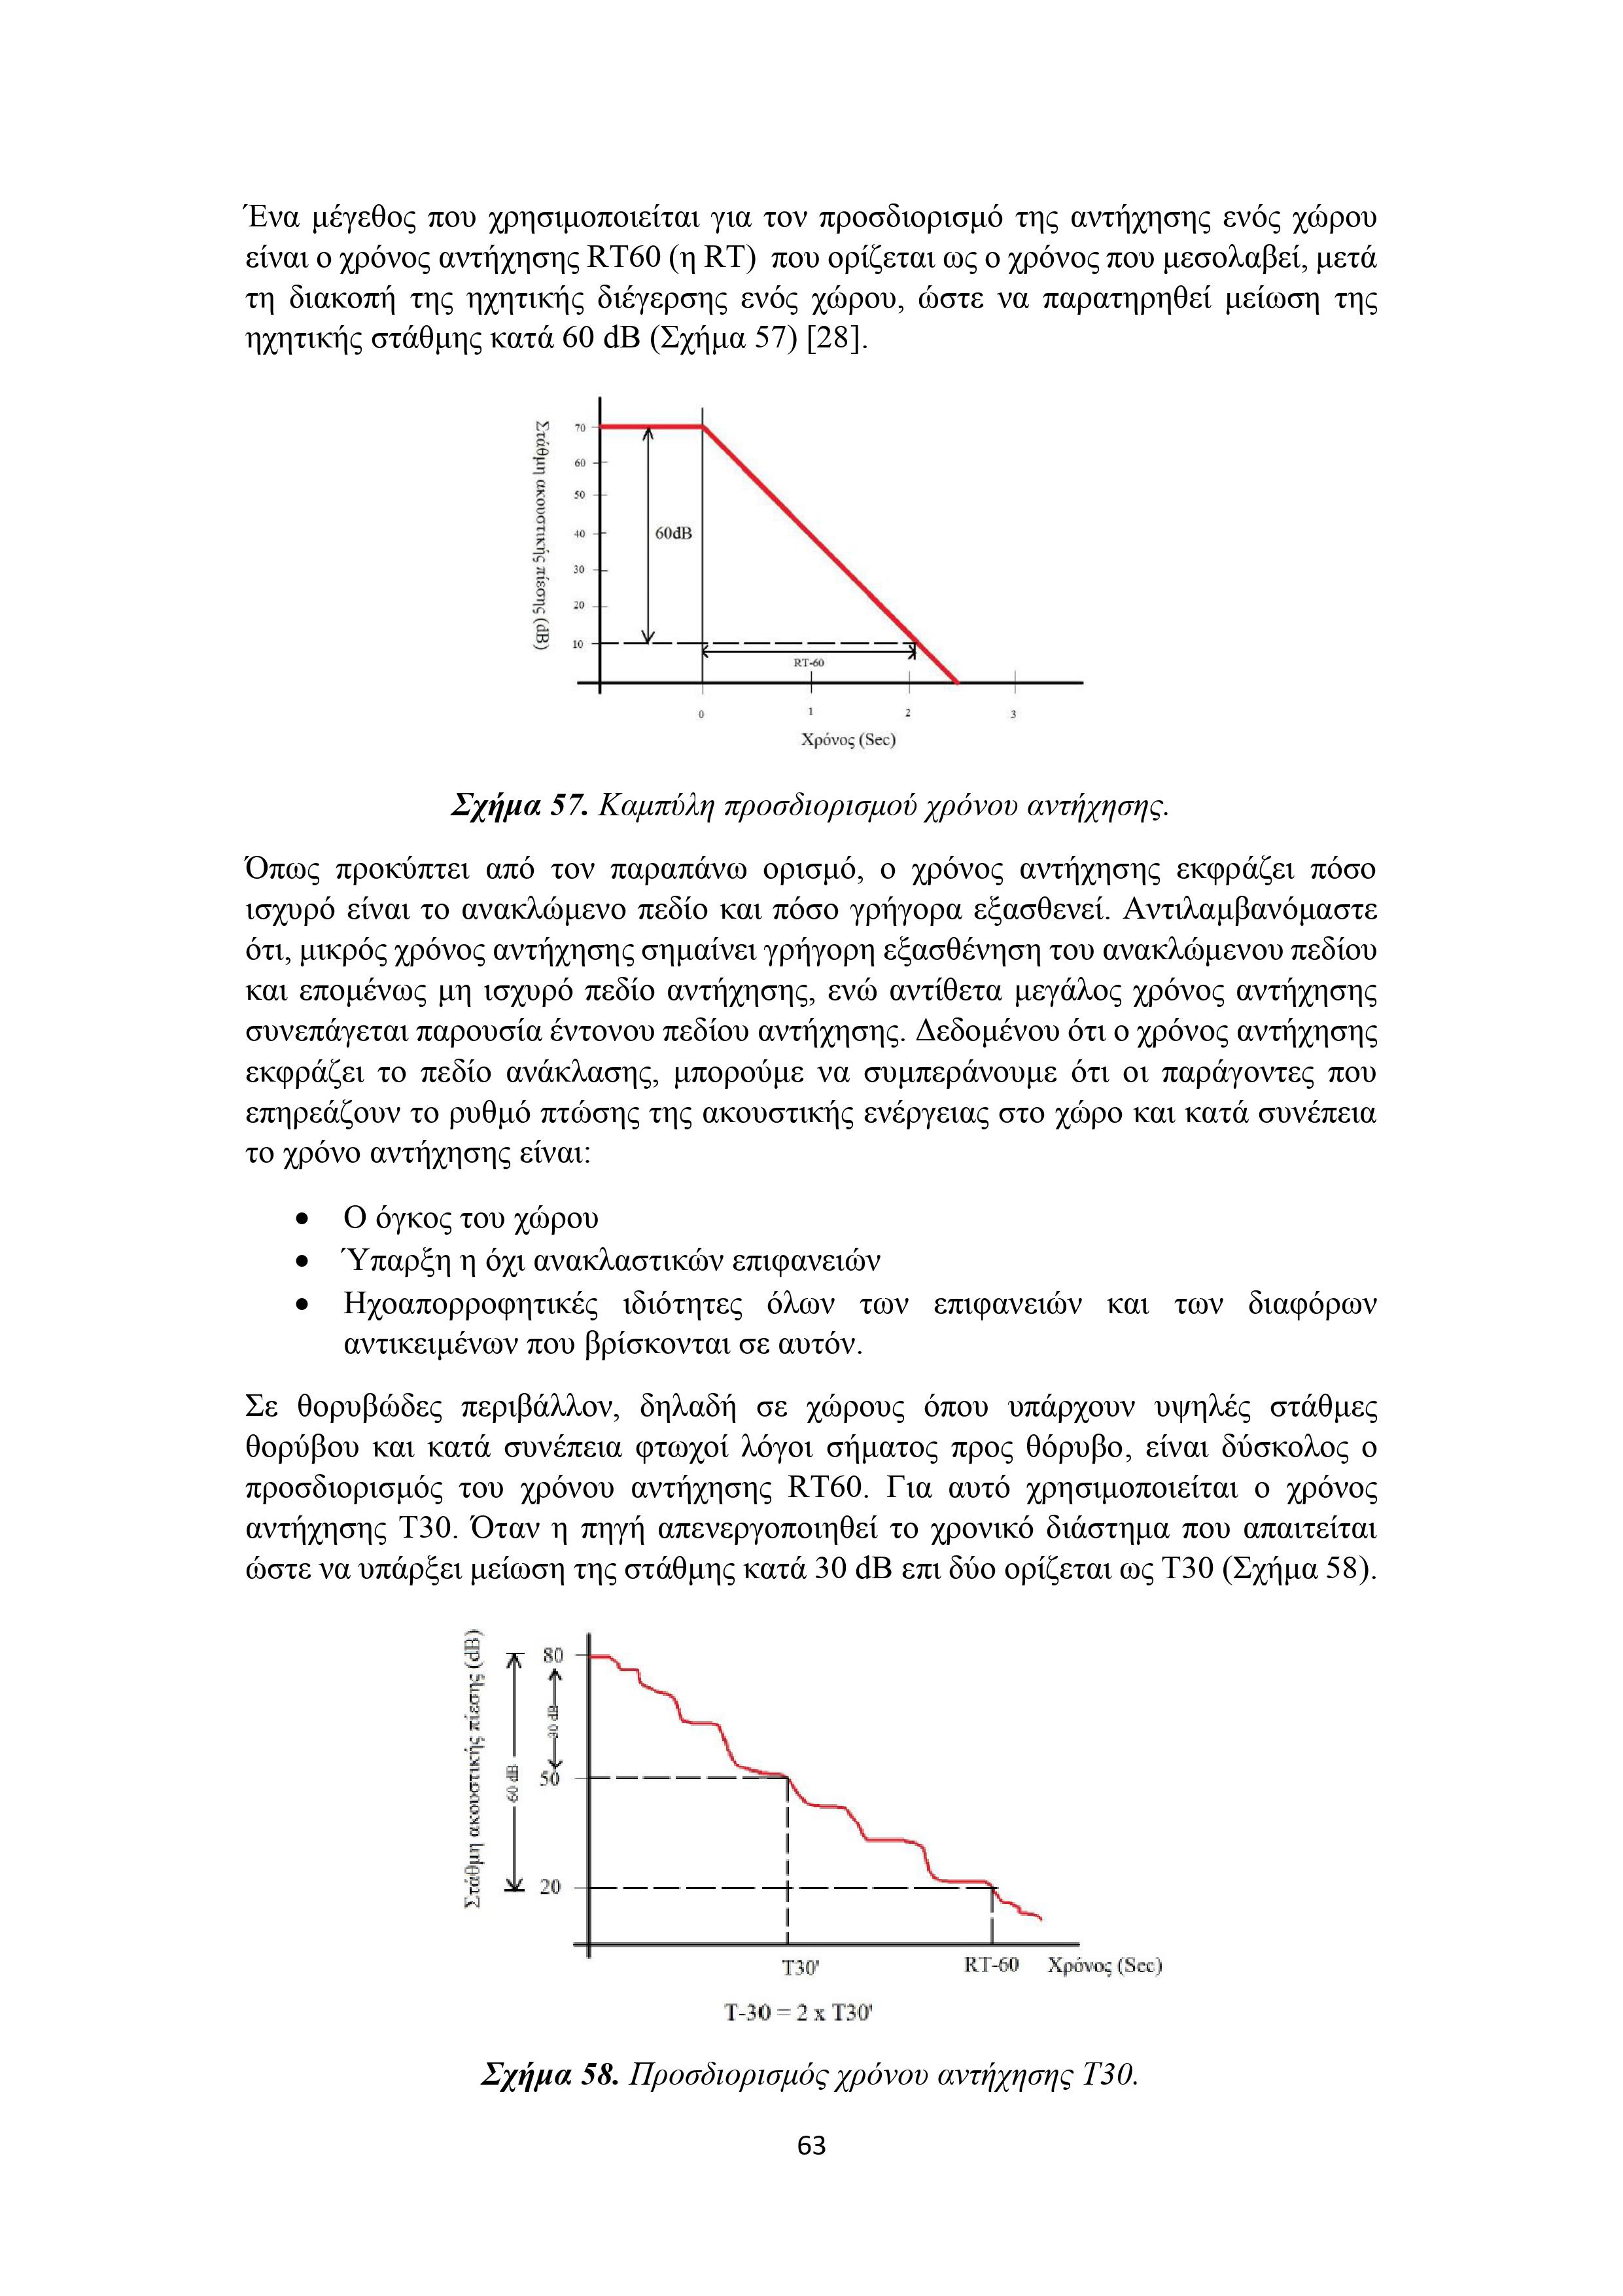 Ένα μέγεθος που χρησιμοποιείται για τον προσδιορισμό της αντήχησης ενός χώρου
είναι ο χρόνος αντήχησης RT60 (η RT)  που ορίζεται ως ο χρόνος που μεσολαβεί, μετά
τη διακοπή της ηχητικής διέγερσης ενός χώρου, ώστε να παρατηρηθεί μείωση της
ηχητικής στάθμης κατά 60 dB (Σχήμα 57) [28].
Στάθμη ακουστικής πίεσης (dB)
70
60
50
40
30
20
10
60dB
RT-60
0 1 2 3
Χρόνος (Sec)
Σχήμα 57. Καμπύλη προσδιορισμού χρόνου αντήχησης.
Όπως προκύπτει από τον παραπάνω ορισμό, ο χρόνος αντήχησης εκφράζει πόσο
ισχυρό είναι το ανακλώμενο πεδίο και πόσο γρήγορα εξασθενεί. Αντιλαμβανόμαστε
ότι, μικρός χρόνος αντήχησης σημαίνει γρήγορη εξασθένηση του ανακλώμενου πεδίου
και επομένως μη ισχυρό πεδίο αντήχησης, ενώ αντίθετα μεγάλος χρόνος αντήχησης
συνεπάγεται παρουσία έντονου πεδίου αντήχησης. Δεδομένου ότι ο χρόνος αντήχησης
εκφράζει το πεδίο ανάκλασης, μπορούμε να συμπεράνουμε ότι οι παράγοντες που
επηρεάζουν το ρυθμό πτώσης της ακουστικής ενέργειας στο χώρο και κατά συνέπεια
το χρόνο αντήχησης είναι:
• Ο όγκος του χώρου
• Ύπαρξη η όχι ανακλαστικών επιφανειών
• Ηχοαπορροφητικές ιδιότητες όλων των επιφανειών και των διαφόρων
αντικειμένων που βρίσκονται σε αυτόν.
Σε θορυβώδες περιβάλλον, δηλαδή σε χώρους όπου υπάρχουν υψηλές στάθμες
θορύβου και κατά συνέπεια φτωχοί λόγοι σήματος προς θόρυβο, είναι δύσκολος ο
προσδιορισμός του χρόνου αντήχησης RT60. Για αυτό χρησιμοποιείται ο χρόνος
αντήχησης T30. Όταν η πηγή απενεργοποιηθεί το χρονικό διάστημα που απαιτείται
ώστε να υπάρξει μείωση της στάθμης κατά 30 dB επι δύο ορίζεται ως T30 (Σχήμα 58).
Στάθμη ακουστικής πίεσης (dB)
60 dB
30 dB
80
50
20
T30' RT-60 Χρόνος (Sec)
T-30 = 2 x T30'
Σχήμα 58. Προσδιορισμός χρόνου αντήχησης T30.
63